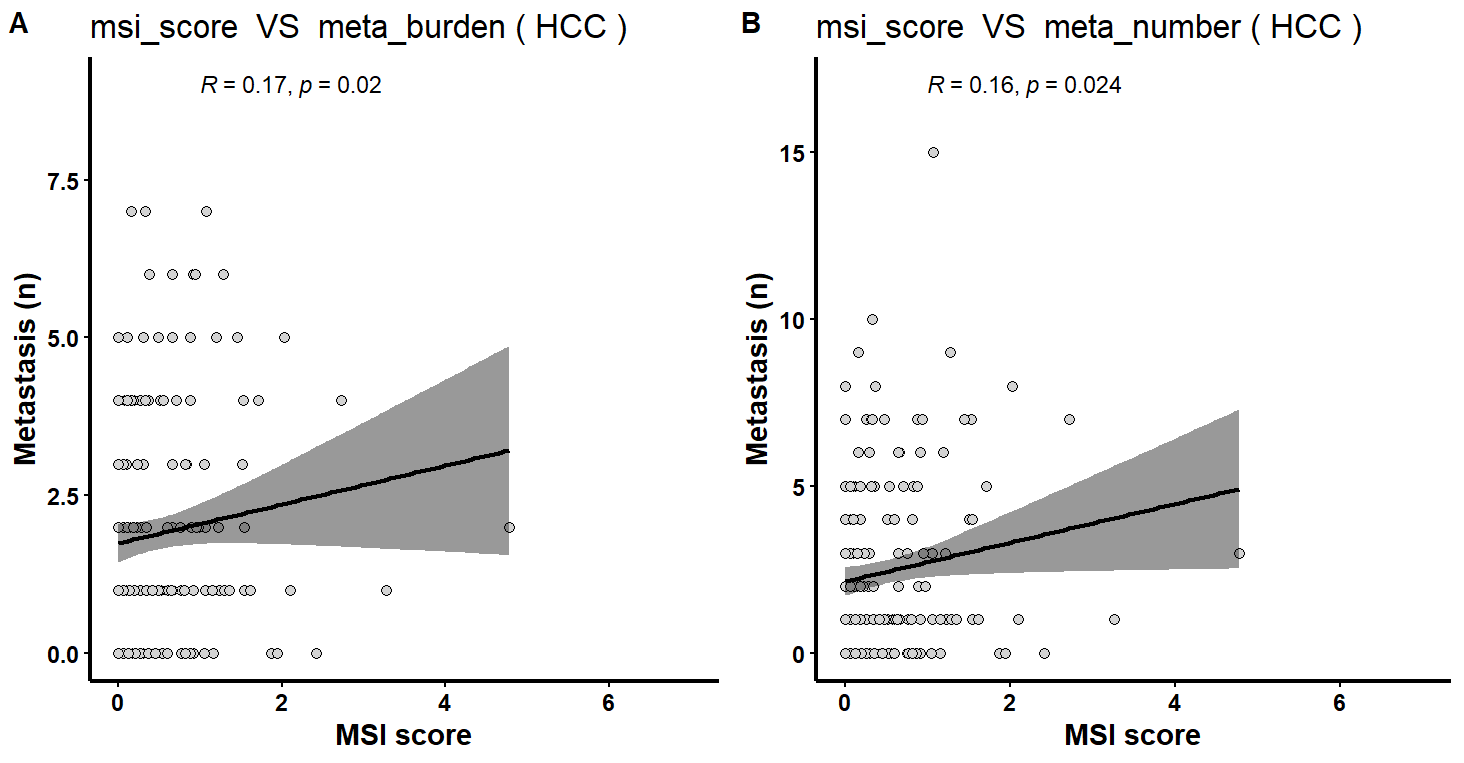 A
msi_score VS meta_burden ( HCC )
R = 0.17, p = 0.02
7.5
5.0
2.5
0.0
Metastasis (n)
0 2 4 6
MSI score
B
msi_score VS meta_number ( HCC )
R = 0.16, p = 0.024
15
10
5
0
Metastasis (n)
0 2 4 6
MSI score